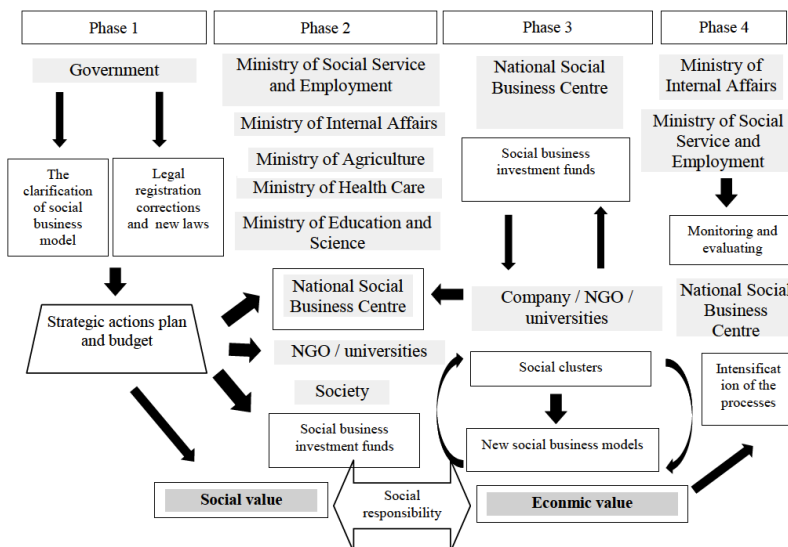 Phase 1
Phase 2
Phase 3
Phase 4
Government
The
clarification
of social
business
model
Legal
registration
corrections
and new laws
Strategic actions plan
and budget
Ministry of Social Service
and Employment
Ministry of Internal Affairs
Ministry of Agriculture
Ministry of Health Care
Ministry of Education and
Science
National Social
Business Centre
NGO / universities
Society
Social business
investment funds
National Social
Business Centre
Social business
investment funds
Company / NGO /
universities
Social clusters
New social business models
Ministry of
Internal Affairs
Ministry of Social
Service and
Employment
Monitoring and
evaluating
National Social
Business
Centre
Intensificat
ion of the
processes
Social value
Social
responsibility
Econmic value